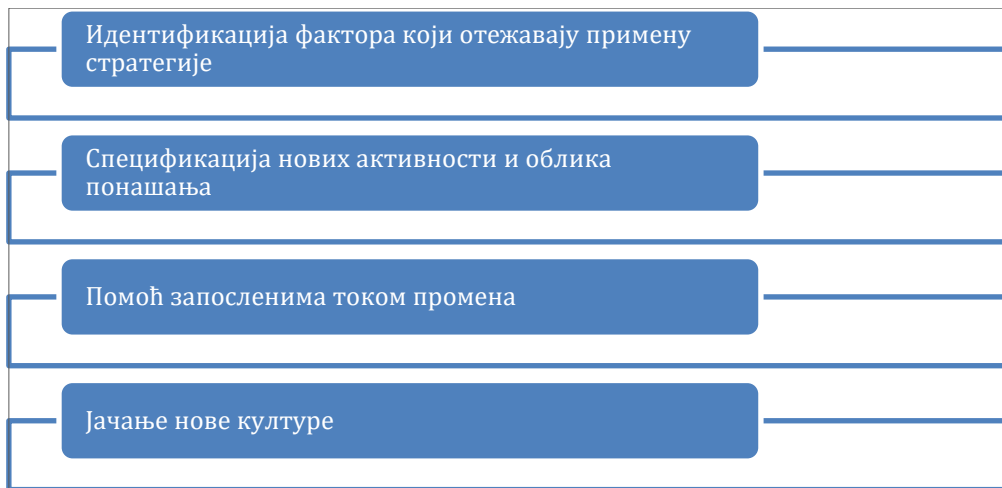 Идентификација фактора који отежавају примену
стратегије
Спецификација нових активности и облика
понашања
Помоћ запосленима током промена
Јачање нове културе